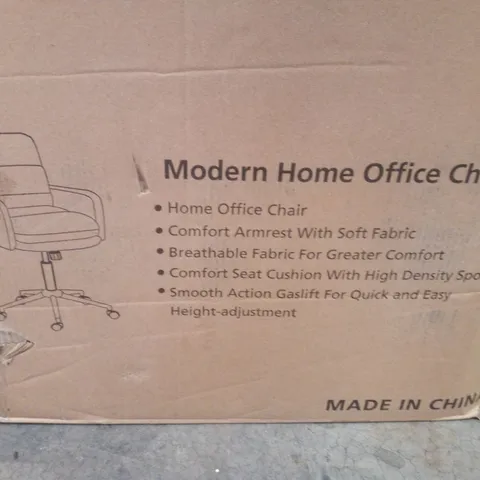 Modern Home Office Ch
• Home Office Chair
• Comfort Armrest With Soft Fabric
• Breathable Fabric For Greater Comfort
• Comfort Seat Cushion With High Density Spo
• Smooth Action Gaslift For Quick and Easy
Height-adjustment
MADE IN CHIN